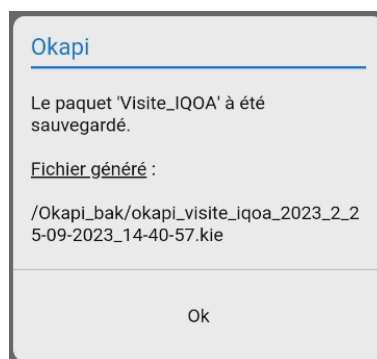 Okapi
Le paquet 'Visite_IQOA' à été
sauvegardé.
Fichier généré :
/Okapi_bak/okapi_visite_iqoa_2023_2_2
5-09-2023_14-40-57.kie
Ok